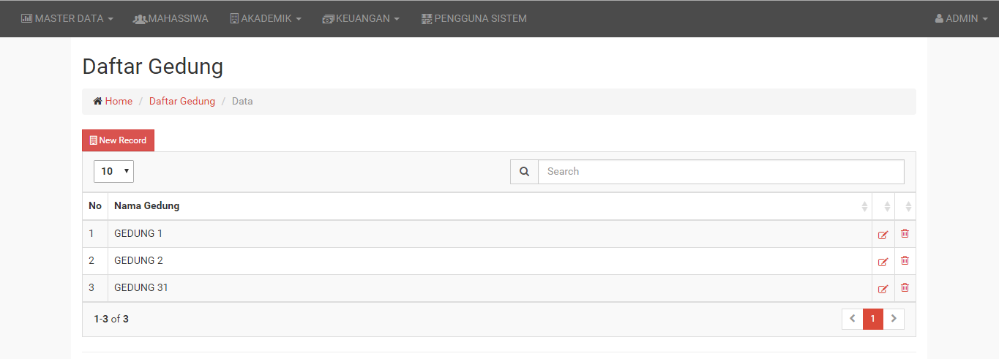 MASTER DATA MAHASSIWA AKADEMIK KEUANGAN PENGGUNA SISTEM ADMIN
Daftar Gedung
Home / Daftar Gedung / Data
New Record
10 Search
No Nama Gedung
1 GEDUNG 1
2 GEDUNG 2
3 GEDUNG 31
1-3 of 3 1